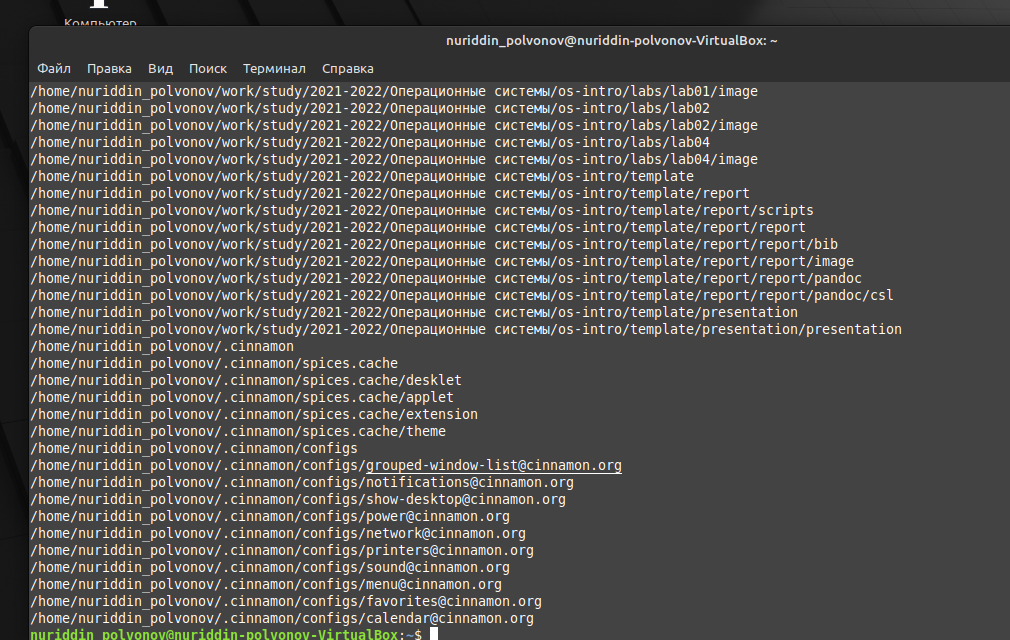 Компьютер
nuriddin_polvonov@nuriddin-polvonov-VirtualBox: ~
Файл Правка Вид Поиск Терминал Справка
/home/nuriddin_polvonov/work/study/2021-2022/Операционные системы/os-intro/labs/lab01/image
/home/nuriddin_polvonov/work/study/2021-2022/Операционные системы/os-intro/labs/lab02
/home/nuriddin_polvonov/work/study/2021-2022/Операционные системы/os-intro/labs/lab02/image
/home/nuriddin_polvonov/work/study/2021-2022/Операционные системы/os-intro/labs/lab04
/home/nuriddin_polvonov/work/study/2021-2022/Операционные системы/os-intro/labs/lab04/image
/home/nuriddin_polvonov/work/study/2021-2022/Операционные системы/os-intro/template
/home/nuriddin_polvonov/work/study/2021-2022/Операционные системы/os-intro/template/report
/home/nuriddin_polvonov/work/study/2021-2022/Операционные системы/os-intro/template/report/scripts
/home/nuriddin_polvonov/work/study/2021-2022/Операционные системы/os-intro/template/report/report
/home/nuriddin_polvonov/work/study/2021-2022/Операционные системы/os-intro/template/report/report/bib
/home/nuriddin_polvonov/work/study/2021-2022/Операционные системы/os-intro/template/report/report/image
/home/nuriddin_polvonov/work/study/2021-2022/Операционные системы/os-intro/template/report/report/pandoc
/home/nuriddin_polvonov/work/study/2021-2022/Операционные системы/os-intro/template/report/report/pandoc/csl
/home/nuriddin_polvonov/work/study/2021-2022/Операционные системы/os-intro/template/presentation
/home/nuriddin_polvonov/work/study/2021-2022/Операционные системы/os-intro/template/presentation/presentation
/home/nuriddin_polvonov/.cinnamon
/home/nuriddin_polvonov/.cinnamon/spices.cache
/home/nuriddin_polvonov/.cinnamon/spices.cache/desklet
/home/nuriddin_polvonov/.cinnamon/spices.cache/applet
/home/nuriddin_polvonov/.cinnamon/spices.cache/extension
/home/nuriddin_polvonov/.cinnamon/spices.cache/theme
/home/nuriddin_polvonov/.cinnamon/configs
/home/nuriddin_polvonov/.cinnamon/configs/grouped-window-list@cinnamon.org
/home/nuriddin_polvonov/.cinnamon/configs/notifications@cinnamon.org
/home/nuriddin_polvonov/.cinnamon/configs/show-desktop@cinnamon.org
/home/nuriddin_polvonov/.cinnamon/configs/power@cinnamon.org
/home/nuriddin_polvonov/.cinnamon/configs/network@cinnamon.org
/home/nuriddin_polvonov/.cinnamon/configs/printers@cinnamon.org
/home/nuriddin_polvonov/.cinnamon/configs/sound@cinnamon.org
/home/nuriddin_polvonov/.cinnamon/configs/menu@cinnamon.org
/home/nuriddin_polvonov/.cinnamon/configs/favorites@cinnamon.org
/home/nuriddin_polvonov/.cinnamon/configs/calendar@cinnamon.org
nuriddin_polvonov@nuriddin-polvonov-VirtualBox:~$